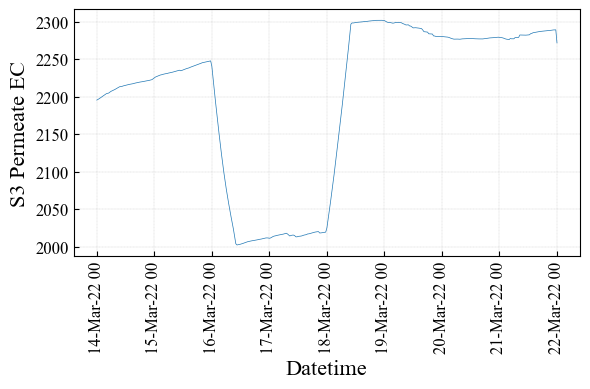 2300
2250
2200
2150
2100
2050
2000
S3 Permeate EC
14-Mar-22 00
15-Mar-22 00
16-Mar-22 00
17-Mar-22 00
18-Mar-22 00
19-Mar-22 00
20-Mar-22 00
21-Mar-22 00
22-Mar-22 00
Datetime